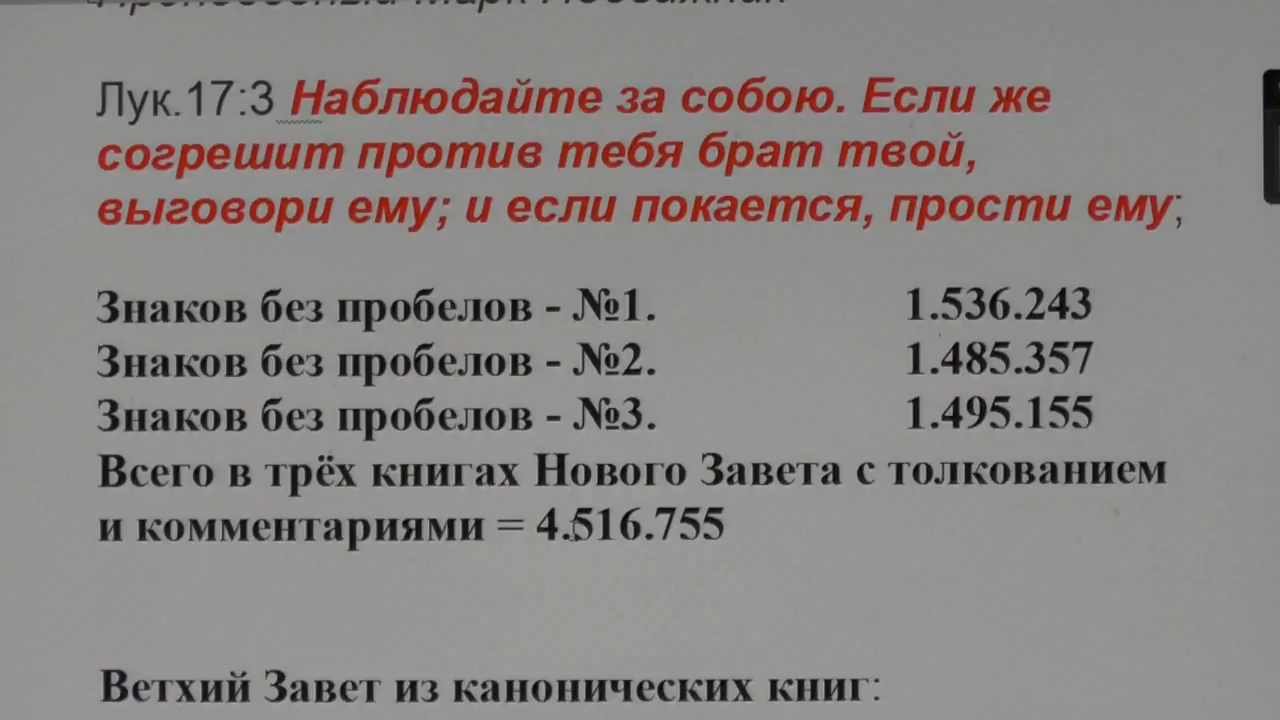 Лук.17:3 Наблюдайте за собою. Если же
согрешит против тебя брат твой,
выговори ему; и если покается, прости ему;
Знаков без пробелов - №1. 1.536.243
Знаков без пробелов - №2. 1.485.357
Знаков без пробелов - №3. 1.495.155
Всего в трёх книгах Нового Завета с толкованием
и комментариями = 4.516.755
Ветхий Завет из канонических книг: